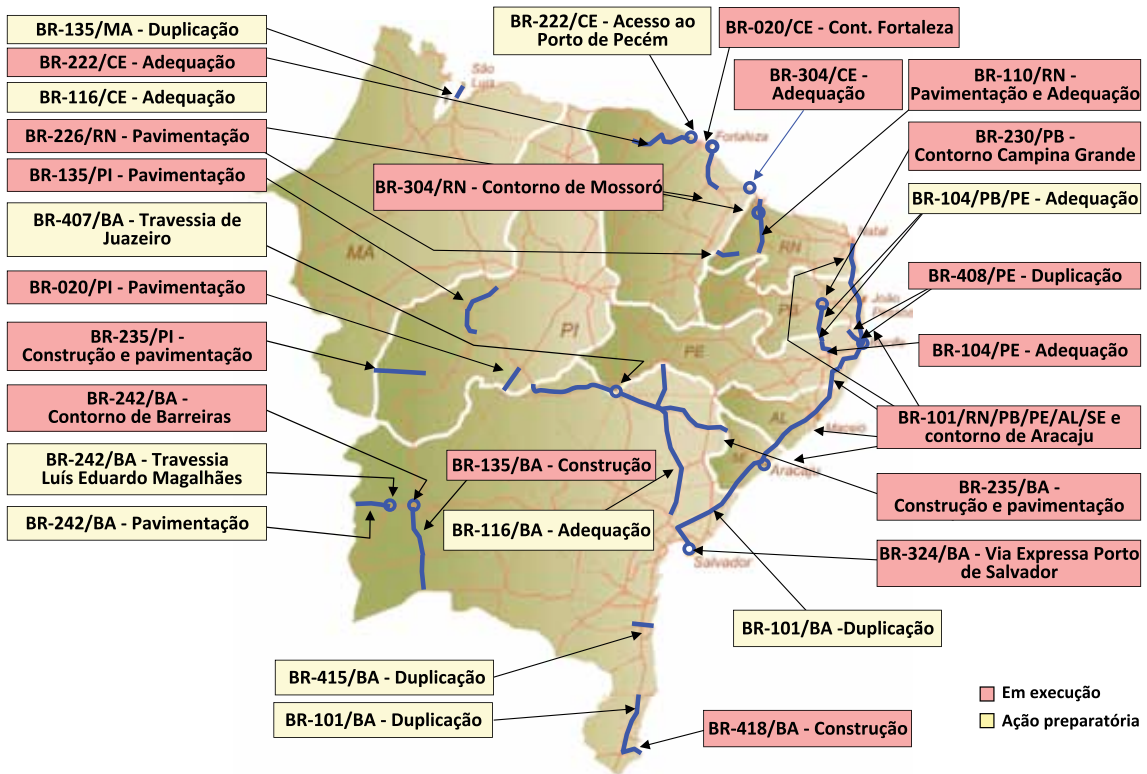 BR-135/MA - Duplicação
BR-222/CE - Adequação
BR-116/CE - Adequação
BR-226/RN - Pavimentação
BR-135/PI - Pavimentação
BR-407/BA - Travessia de
Juazeiro
BR-020/PI - Pavimentação
BR-235/PI -
Construção e pavimentação
BR-242/BA -
Contorno de Barreiras
BR-242/BA - Travessia
Luís Eduardo Magalhães
BR-242/BA - Pavimentação
BR-222/CE - Acesso ao
Porto de Pecém
BR-020/CE - Cont. Fortaleza
BR-304/CE -
Adequação
BR-110/RN -
Pavimentação e Adequação
BR-230/PB -
Contorno Campina Grande
BR-104/PB/PE - Adequação
BR-408/PE - Duplicação
BR-104/PE - Adequação
BR-101/RN/PB/PE/AL/SE e
contorno de Aracaju
BR-235/BA -
Construção e pavimentação
BR-324/BA - Via Expressa Porto
de Salvador
BR-304/RN - Contorno de Mossoró
BR-135/BA - Construção
BR-116/BA - Adequação
BR-101/BA -Duplicação
BR-415/BA - Duplicação
BR-101/BA - Duplicação
BR-418/BA - Construção
São
Luis
Fortaleza
MA
RN
Natal
PB
João
PI
PE
AL
Maceió
SE
Aracaju
Salvador
Em execução
Ação preparatória